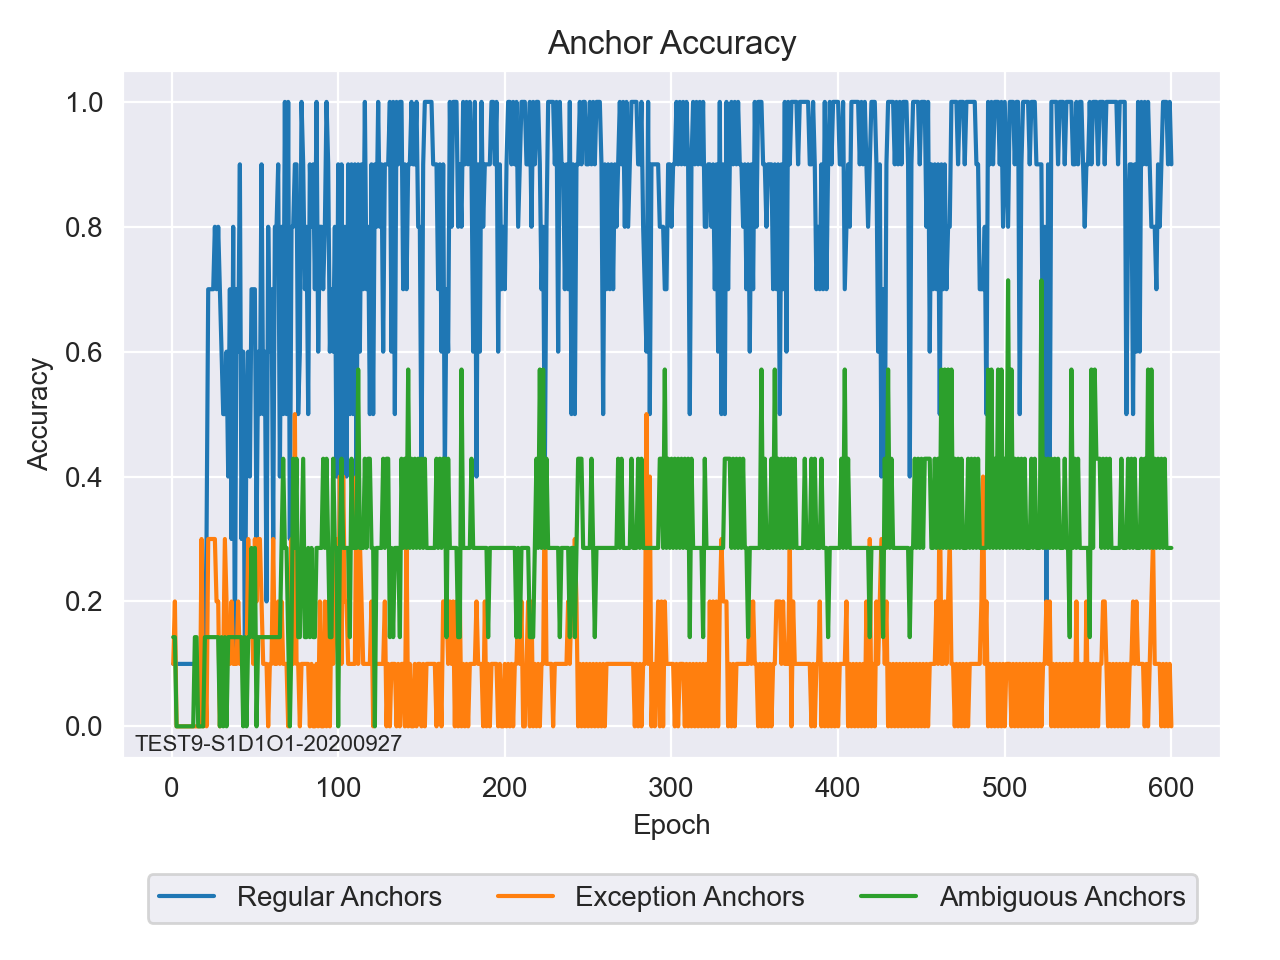 Anchor Accuracy
1.0
0.8
0.6
0.4
0.2
0.0
Accuracy
TEST9-S1D1O1-20200927
0 100 200 300 400 500 600
Epoch
Regular Anchors Exception Anchors Ambiguous Anchors